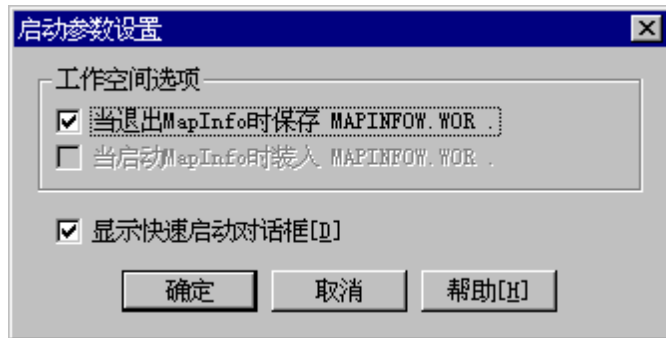 启动参数设置
工作空间选项
当退出MapInfo时保存 MAPINFOW.WOR .
当启动MapInfo时装入 MAPINFOW.WOR .
显示快速启动对话框[D]
确定 取消 帮助[H]